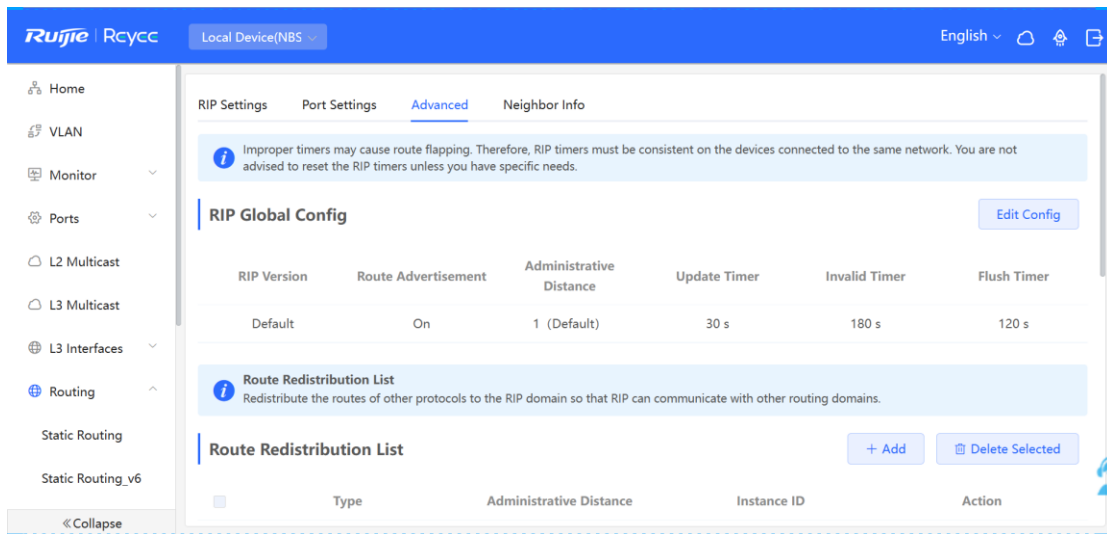 Ruijie | Rcycc
Local Device(NBS
English
Home
VLAN
Monitor
Ports
L2 Multicast
L3 Multicast
L3 Interfaces
Routing
Static Routing
Static Routing_v6
«Collapse
RIP Settings Port Settings Advanced Neighbor Info
Improper timers may cause route flapping. Therefore, RIP timers must be consistent on the devices connected to the same network. You are not
advised to reset the RIP timers unless you have specific needs.
RIP Global Config
Edit Config
RIP Version Route Advertisement Administrative Distance Update Timer Invalid Timer Flush Timer
Default On 1 (Default) 30 s 180 s 120 s
Route Redistribution List
Redistribute the routes of other protocols to the RIP domain so that RIP can communicate with other routing domains.
Route Redistribution List
+ Add Delete Selected
Type Administrative Distance Instance ID Action